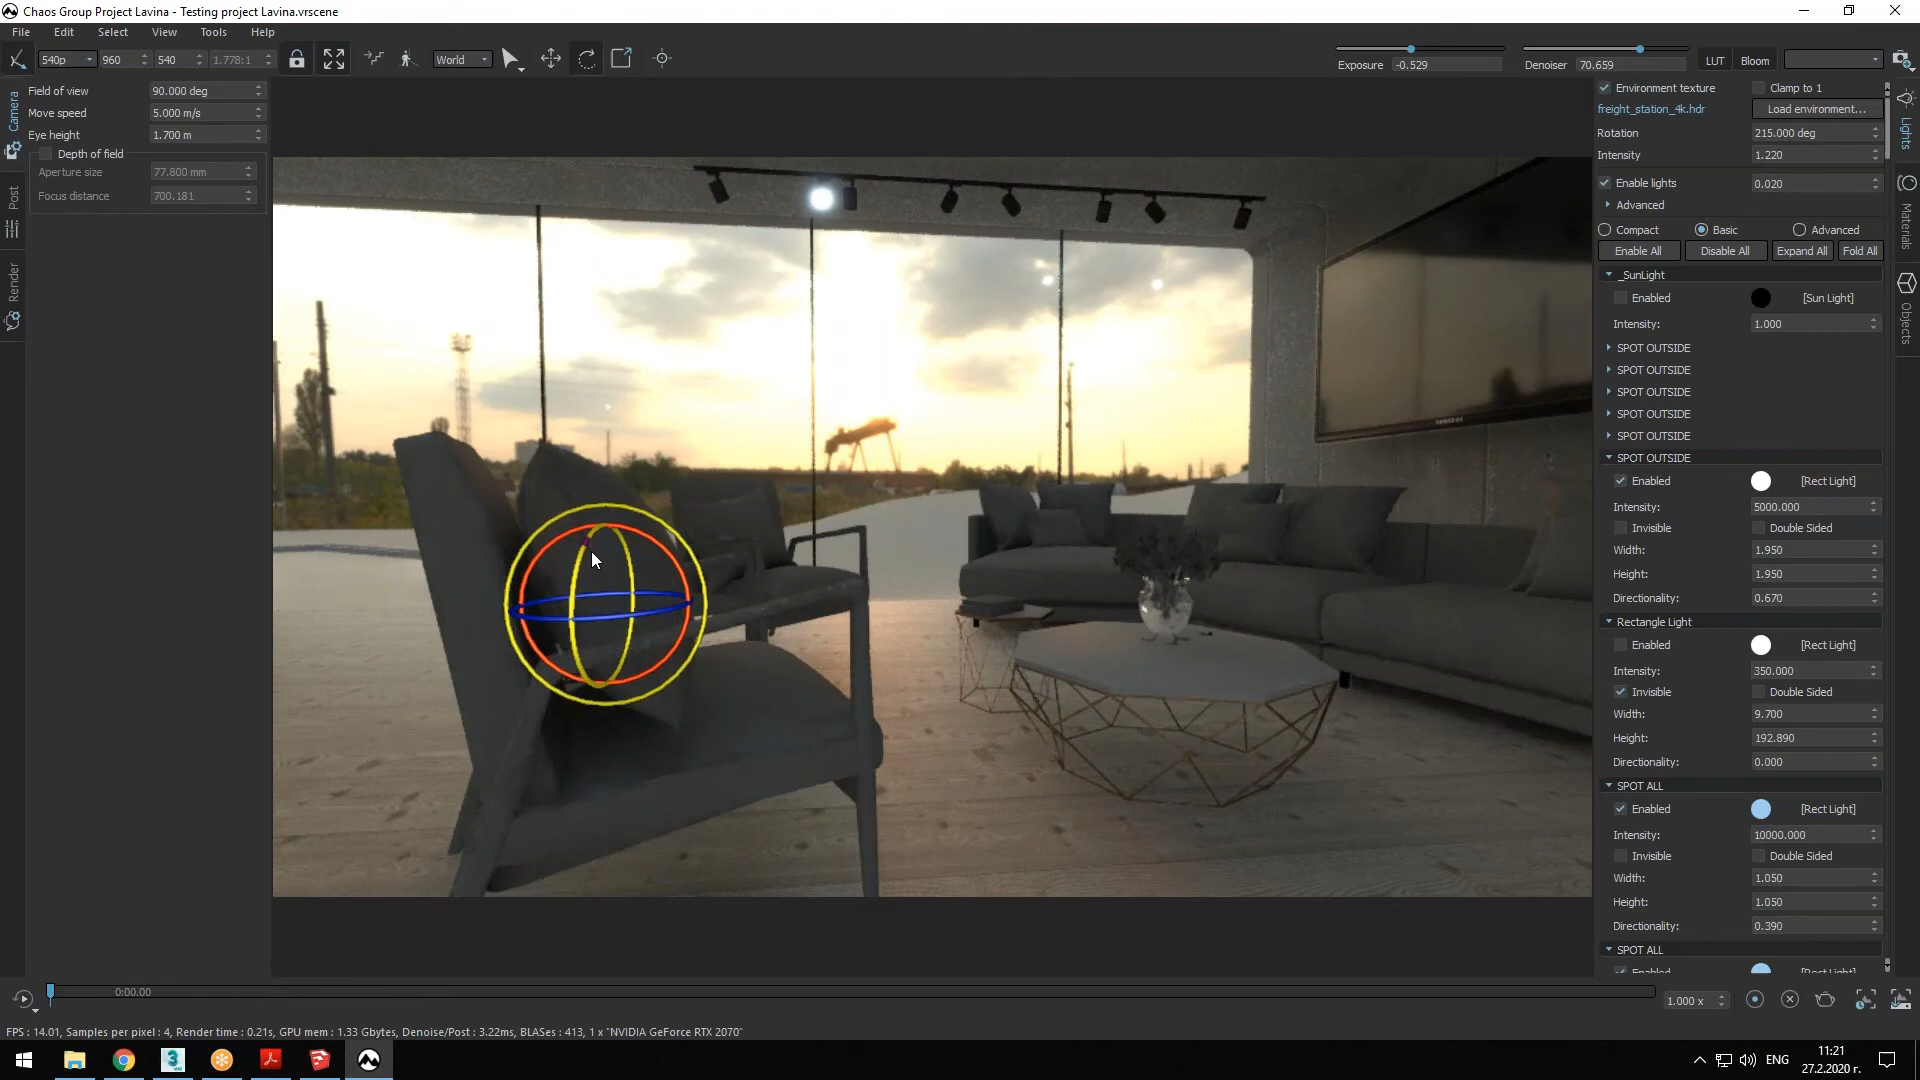 Chaos Group Project Lavina - Testing project Lavina.vrscene
File Edit Select View Tools Help
540p 960 540 1.778:1 World Exposure -0.529 Denoiser 70.659 LUT Bloom
Camera
Post
Render
Field of view 90.000 deg
Move speed 5.000 m/s
Eye height 1.700 m
Depth of field
Aperture size 77.800 mm
Focus distance 700.181
Environment texture Clamp to 1
freight_station_4k.hdr Load environment...
Rotation 215.000 deg
Intensity 1.220
Enable lights 0.020
Advanced
Compact Basic Advanced
Enable All Disable All Expand All Fold All
_SunLight
Enabled [Sun Light]
Intensity: 1.000
SPOT OUTSIDE
SPOT OUTSIDE
SPOT OUTSIDE
SPOT OUTSIDE
SPOT OUTSIDE
SPOT OUTSIDE
Enabled [Rect Light]
Intensity: 5000.000
Invisible Double Sided
Width: 1.950
Height: 1.950
Directionality: 0.670
Rectangle Light
Enabled [Rect Light]
Intensity: 350.000
Invisible Double Sided
Width: 9.700
Height: 192.890
Directionality: 0.000
SPOT ALL
Enabled [Rect Light]
Intensity: 10000.000
Invisible Double Sided
Width: 1.050
Height: 1.050
Directionality: 0.390
SPOT ALL
Enabled [Rect Light]
Lights
Materials
Objects
0:00.00 1.000 x
FPS : 14.01, Samples per pixel : 4, Render time : 0.21s, GPU mem : 1.33 Gbytes, Denoise/Post : 3.22ms, BLASes : 413, 1 x "NVIDIA GeForce RTX 2070"
ENG
11:21
27.2.2020 г.